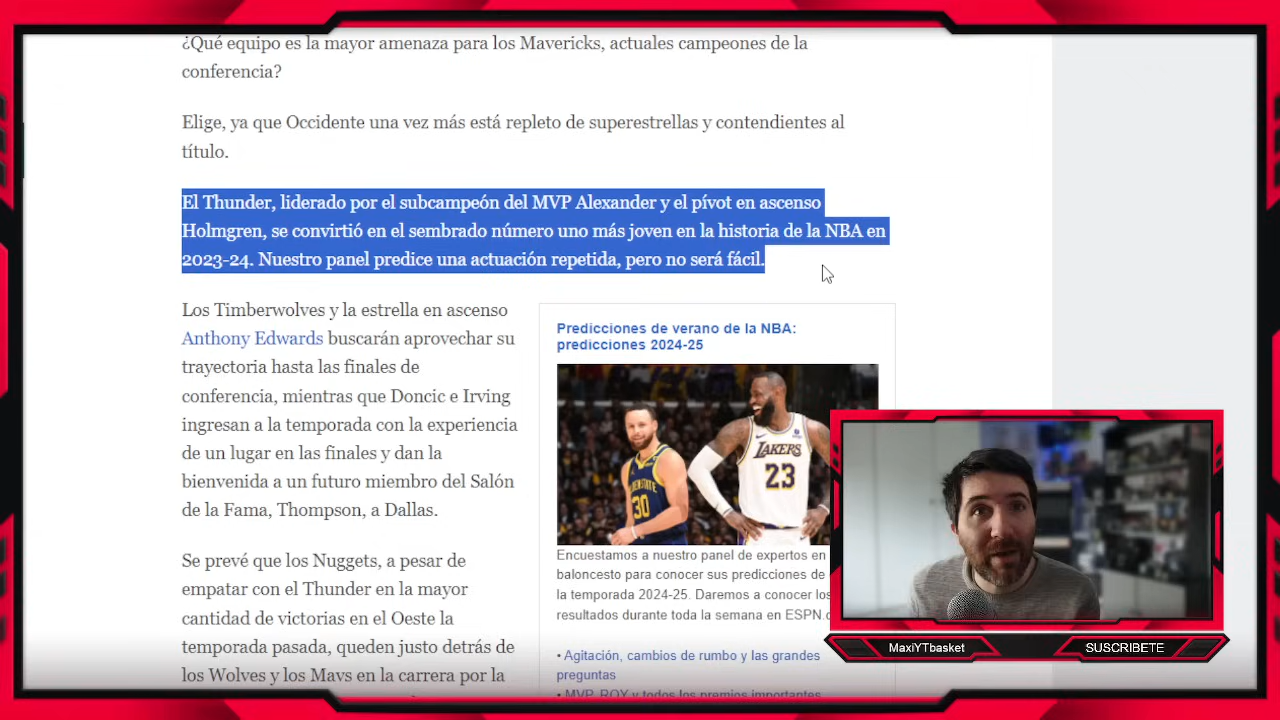 ¿Qué equipo es la mayor amenaza para los Mavericks, actuales campeones de la
conferencia?
Elige, ya que Occidente una vez más está repleto de superestrellas y contendientes al
título.
El Thunder, liderado por el subcampeón del MVP Alexander y el pívot en ascenso
Holmgren, se convirtió en el sembrado número uno más joven en la historia de la NBA en
2023-24. Nuestro panel predice una actuación repetida, pero no será fácil.
Los Timberwolves y la estrella en ascenso
Anthony Edwards buscarán aprovechar su
trayectoria hasta las finales de
conferencia, mientras que Doncic e Irving
ingresan a la temporada con la experiencia
de un lugar en las finales y dan la
bienvenida a un futuro miembro del Salón
de la Fama, Thompson, a Dallas.
Se prevé que los Nuggets, a pesar de
empatar con el Thunder en la mayor
cantidad de victorias en el Oeste la
temporada pasada, queden justo detrás de
los Wolves y los Mavs en la carrera por la
Predicciones de verano de la NBA:
predicciones 2024-25
30
LAKERS
23
Encuestamos a nuestro panel de expertos en
baloncesto para conocer sus predicciones de
la temporada 2024-25. Daremos a conocer los
resultados durante toda la semana en ESPN.c
• Agitación, cambios de rumbo y las grandes
preguntas
• MVP, ROY y todos los premios importantes
MaxiYTbasket
SUSCRIBETE